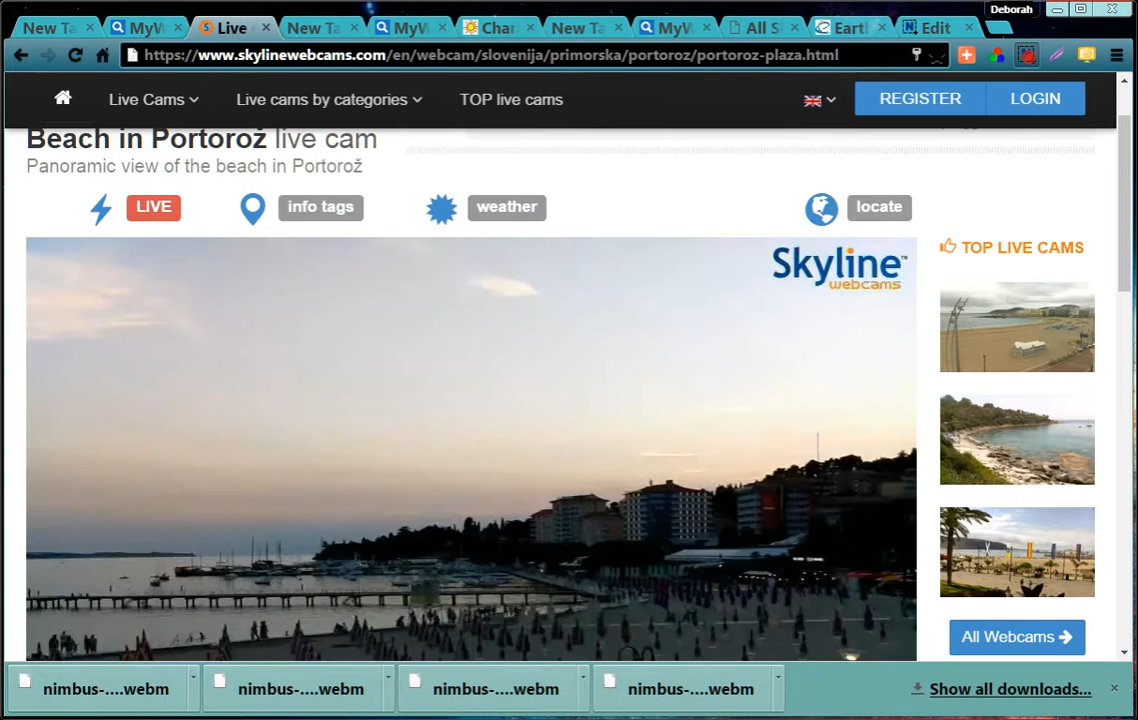 Deborah
New Ta
MyW
Live
New Ta
MyW
Char
New Ta
MyW
All S
Earth
Edit
https://www.skylinewebcams.com/en/webcam/slovenija/primorska/portoroz/portoroz-plaza.html
Live Cams
Live cams by categories
TOP live cams
REGISTER
LOGIN
Beach in Portorož live cam
Panoramic view of the beach in Portorož
LIVE
info tags
weather
locate
Skyline™
webcams
TOP LIVE CAMS
All Webcams
nimbus-....webm
nimbus-....webm
nimbus-....webm
nimbus-....webm
Show all downloads...